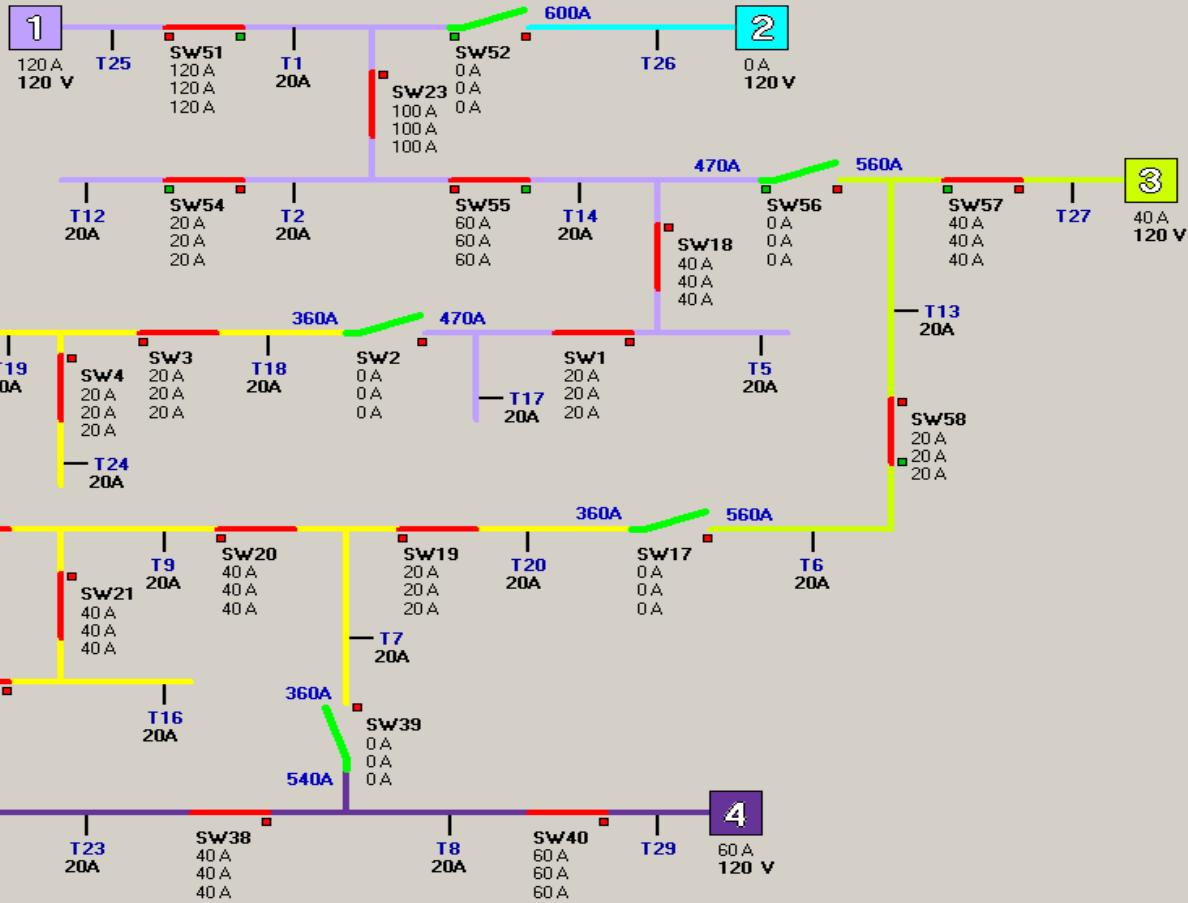 1
600A
2
120 A
120 V
T25
SW51
120 A
120 A
120 A
T1
20A
SW52
0 A
0 A
0 A
T26
0 A
120 V
SW23
100 A
100 A
100 A
470A
560A
3
T12
20A
SW54
20 A
20 A
20 A
T2
20A
SW55
60 A
60 A
60 A
T14
20A
SW56
0 A
0 A
0 A
SW57
40 A
40 A
40 A
T27
40 A
120 V
SW18
40 A
40 A
40 A
T13
20A
360A
470A
T19
0A
SW4
20 A
20 A
20 A
SW3
20 A
20 A
20 A
T18
20A
SW2
0 A
0 A
0 A
T17
20A
SW1
20 A
20 A
20 A
T5
20A
SW58
20 A
20 A
20 A
T24
20A
360A
560A
T9
20A
SW20
40 A
40 A
40 A
SW19
20 A
20 A
20 A
T20
20A
SW17
0 A
0 A
0 A
T6
20A
SW21
40 A
40 A
40 A
T7
20A
360A
T16
20A
SW39
0 A
0 A
0 A
540A
4
T23
20A
SW38
40 A
40 A
40 A
T8
20A
SW40
60 A
60 A
60 A
T29
60 A
120 V